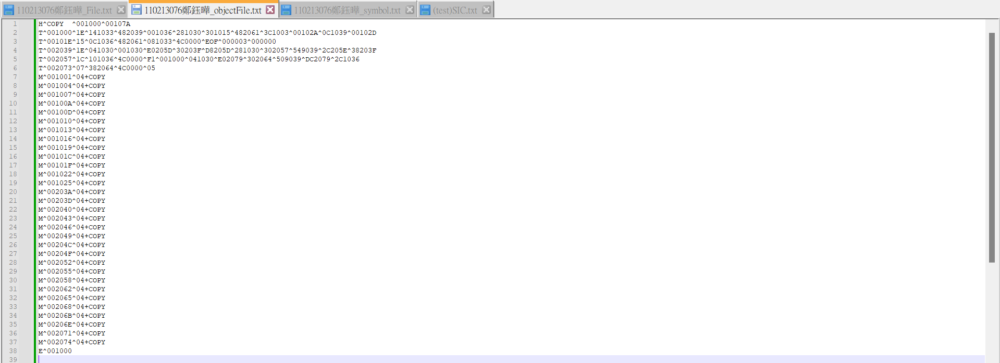 110213076鄭鈺曄_File.txt 110213076鄭鈺曄_objectFile.txt 110213076鄭鈺曄_symbol.txt (test)SIC.txt
1 H^COPY  ^001000^00107A
2 T^001000^1E^141033^482039^001036^281030^301015^482061^3C1003^00102A^0C1039^00102D
3 T^00101E^15^0C1036^482061^081033^4C0000^EOF^000003^000000
4 T^002039^1E^041030^001030^E0205D^30203F^D8205D^281030^302057^549039^2C205E^38203F
5 T^002057^1C^101036^4C0000^F1^001000^041030^E02079^302064^509039^DC2079^2C1036
6 T^002073^07^382064^4C0000^05
7 M^001001^04+COPY
8 M^001004^04+COPY
9 M^001007^04+COPY
10 M^00100A^04+COPY
11 M^00100D^04+COPY
12 M^001010^04+COPY
13 M^001013^04+COPY
14 M^001016^04+COPY
15 M^001019^04+COPY
16 M^00101C^04+COPY
17 M^00101F^04+COPY
18 M^001022^04+COPY
19 M^001025^04+COPY
20 M^00203A^04+COPY
21 M^00203D^04+COPY
22 M^002040^04+COPY
23 M^002043^04+COPY
24 M^002046^04+COPY
25 M^002049^04+COPY
26 M^00204C^04+COPY
27 M^00204F^04+COPY
28 M^002052^04+COPY
29 M^002055^04+COPY
30 M^002058^04+COPY
31 M^002062^04+COPY
32 M^002065^04+COPY
33 M^002068^04+COPY
34 M^00206B^04+COPY
35 M^00206E^04+COPY
36 M^002071^04+COPY
37 M^002074^04+COPY
38 E^001000
39